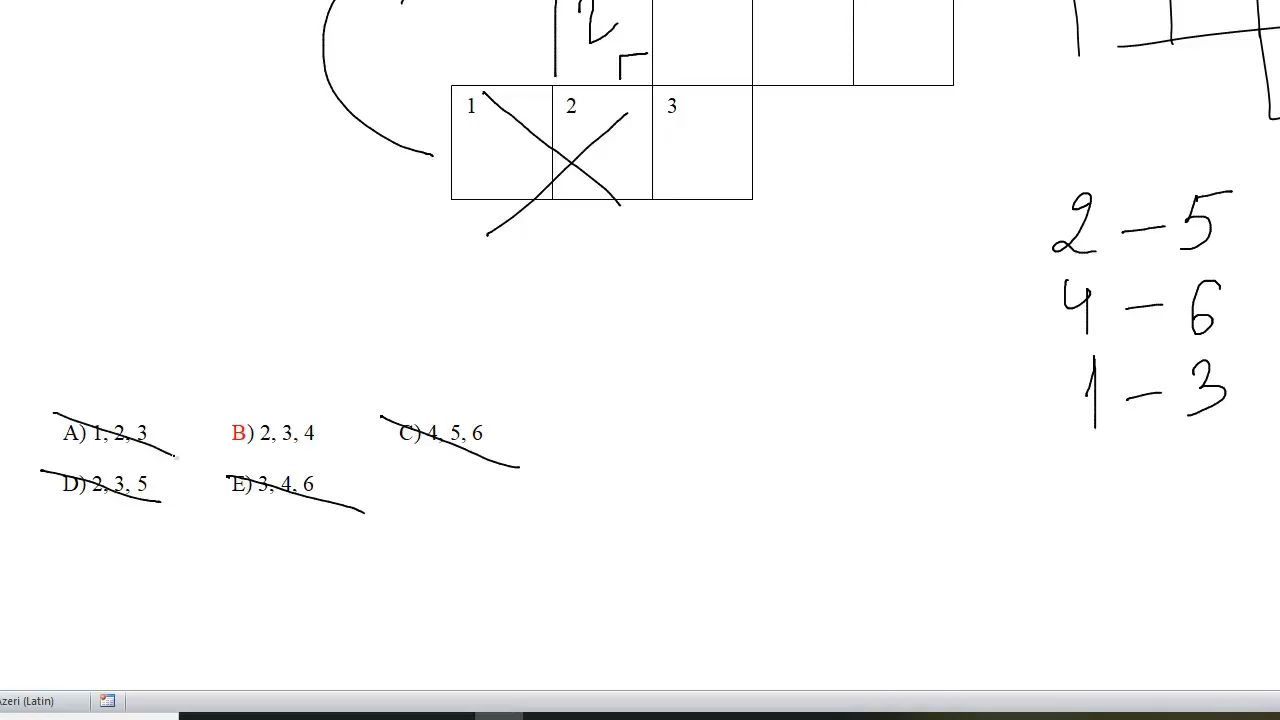 2
1 2 3
2 – 5
4 – 6
1 – 3
A) 1, 2, 3 B) 2, 3, 4 C) 4, 5, 6
D) 2, 3, 5 E) 3, 4, 6
Azeri (Latin)